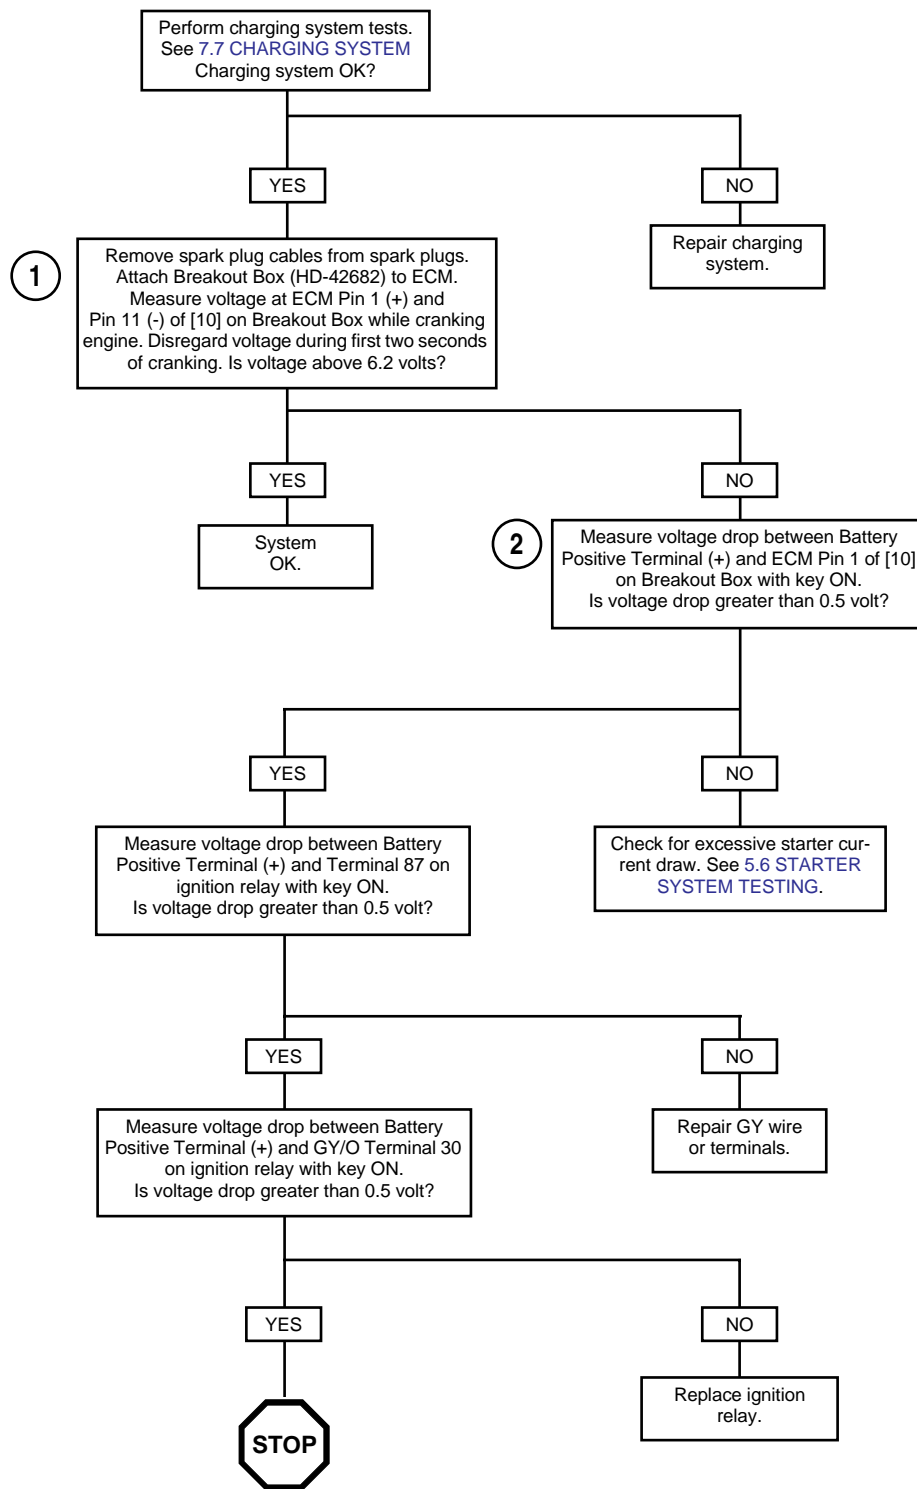 Perform charging system tests.
See 7.7 CHARGING SYSTEM
Charging system OK?
YES
NO
1
Remove spark plug cables from spark plugs.
Attach Breakout Box (HD-42682) to ECM.
Measure voltage at ECM Pin 1 (+) and
Pin 11 (-) of [10] on Breakout Box while cranking
engine. Disregard voltage during first two seconds
of cranking. Is voltage above 6.2 volts?
Repair charging
system.
YES
NO
System
OK.
2
Measure voltage drop between Battery
Positive Terminal (+) and ECM Pin 1 of [10]
on Breakout Box with key ON.
Is voltage drop greater than 0.5 volt?
YES
NO
Measure voltage drop between Battery
Positive Terminal (+) and Terminal 87 on
ignition relay with key ON.
Is voltage drop greater than 0.5 volt?
Check for excessive starter cur-
rent draw. See 5.6 STARTER
SYSTEM TESTING.
YES
NO
Measure voltage drop between Battery
Positive Terminal (+) and GY/O Terminal 30
on ignition relay with key ON.
Is voltage drop greater than 0.5 volt?
Repair GY wire
or terminals.
YES
NO
STOP
Replace ignition
relay.